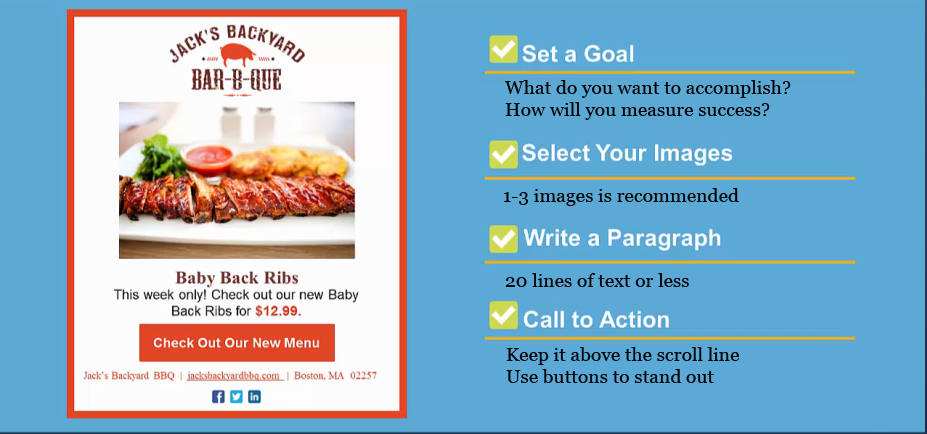 JACK'S BACKYARD
BAR-B-QUE
Baby Back Ribs
This week only! Check out our new Baby
Back Ribs for $12.99.
Check Out Our New Menu
Jack's Backyard BBQ | jacksbackyardbbq.com | Boston, MA 02257
Set a Goal
What do you want to accomplish?
How will you measure success?
Select Your Images
1-3 images is recommended
Write a Paragraph
20 lines of text or less
Call to Action
Keep it above the scroll line
Use buttons to stand out